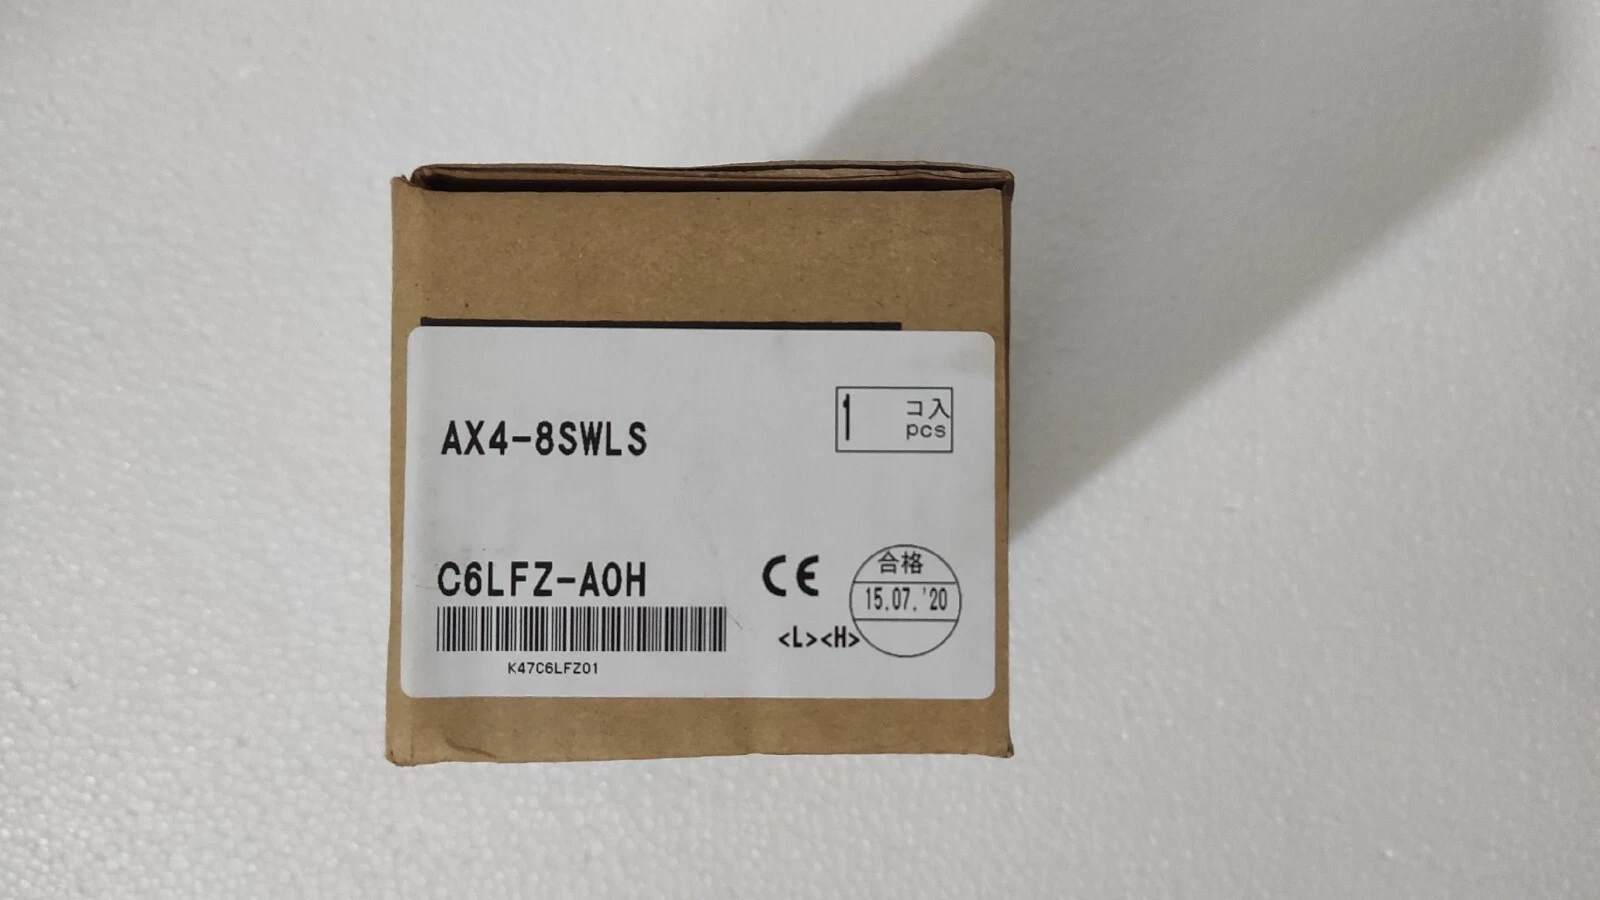 AX4-8SWLS
1 コ入
pcs
C6LFZ-A0H
CE
合格
15.07.'20
<L><H>
K47C6LFZ01